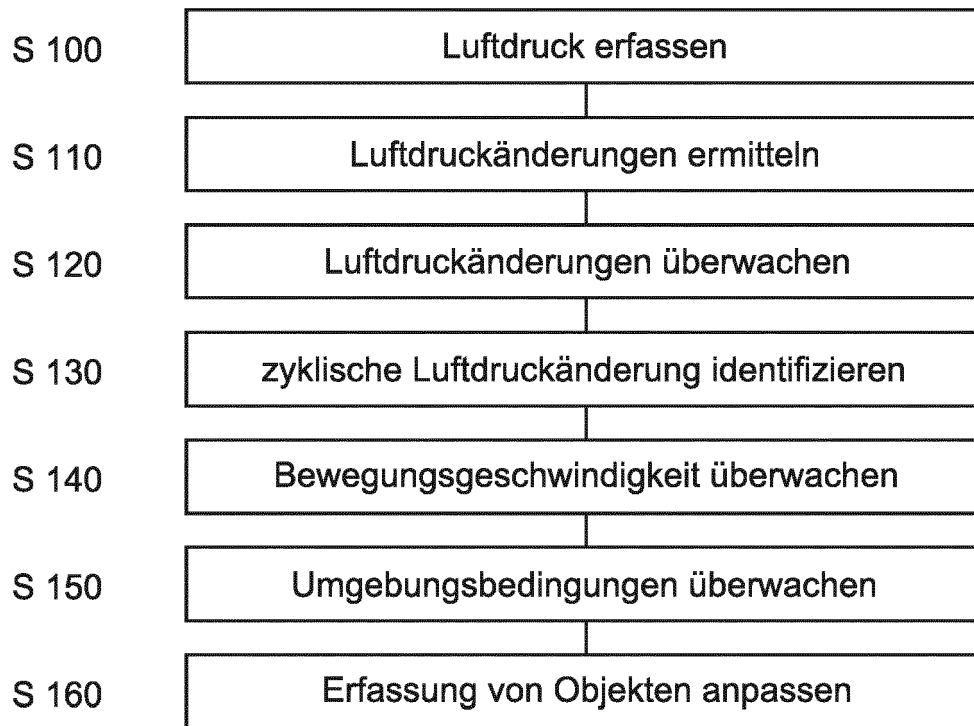 S 100 Luftdruck erfassen
S 110 Luftdruckänderungen ermitteln
S 120 Luftdruckänderungen überwachen
S 130 zyklische Luftdruckänderung identifizieren
S 140 Bewegungsgeschwindigkeit überwachen
S 150 Umgebungsbedingungen überwachen
S 160 Erfassung von Objekten anpassen